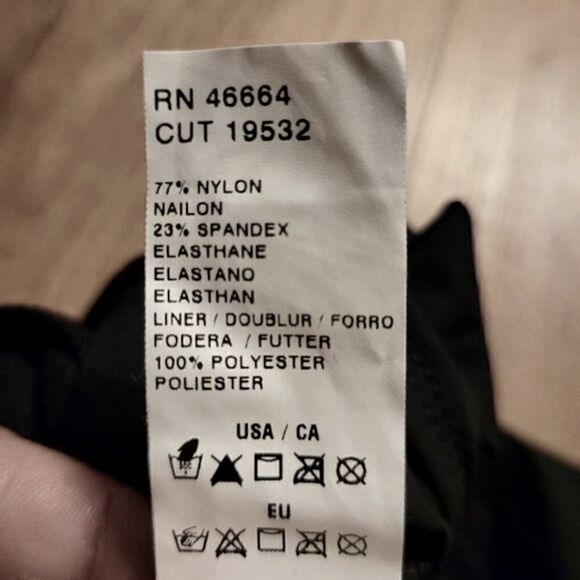 RN 46664
CUT 19532
77% NYLON
NAILON
23% SPANDEX
ELASTHANE
ELASTANO
ELASTHAN
LINER / DOUBLUR / FORRO
FODERA / FUTTER
100% POLYESTER
POLIESTER
USA / CA
EU